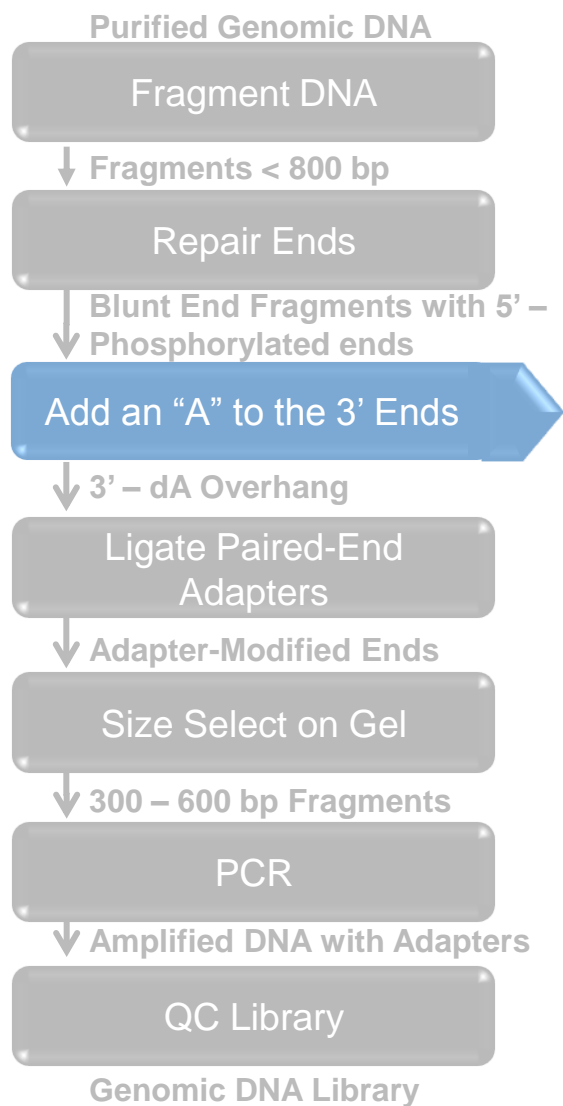 Purified Genomic DNA
Fragment DNA
Fragments < 800 bp
Repair Ends
Blunt End Fragments with 5’ –
Phosphorylated ends
Add an “A” to the 3’ Ends
3’ – dA Overhang
Ligate Paired-End
Adapters
Adapter-Modified Ends
Size Select on Gel
300 – 600 bp Fragments
PCR
Amplified DNA with Adapters
QC Library
Genomic DNA Library